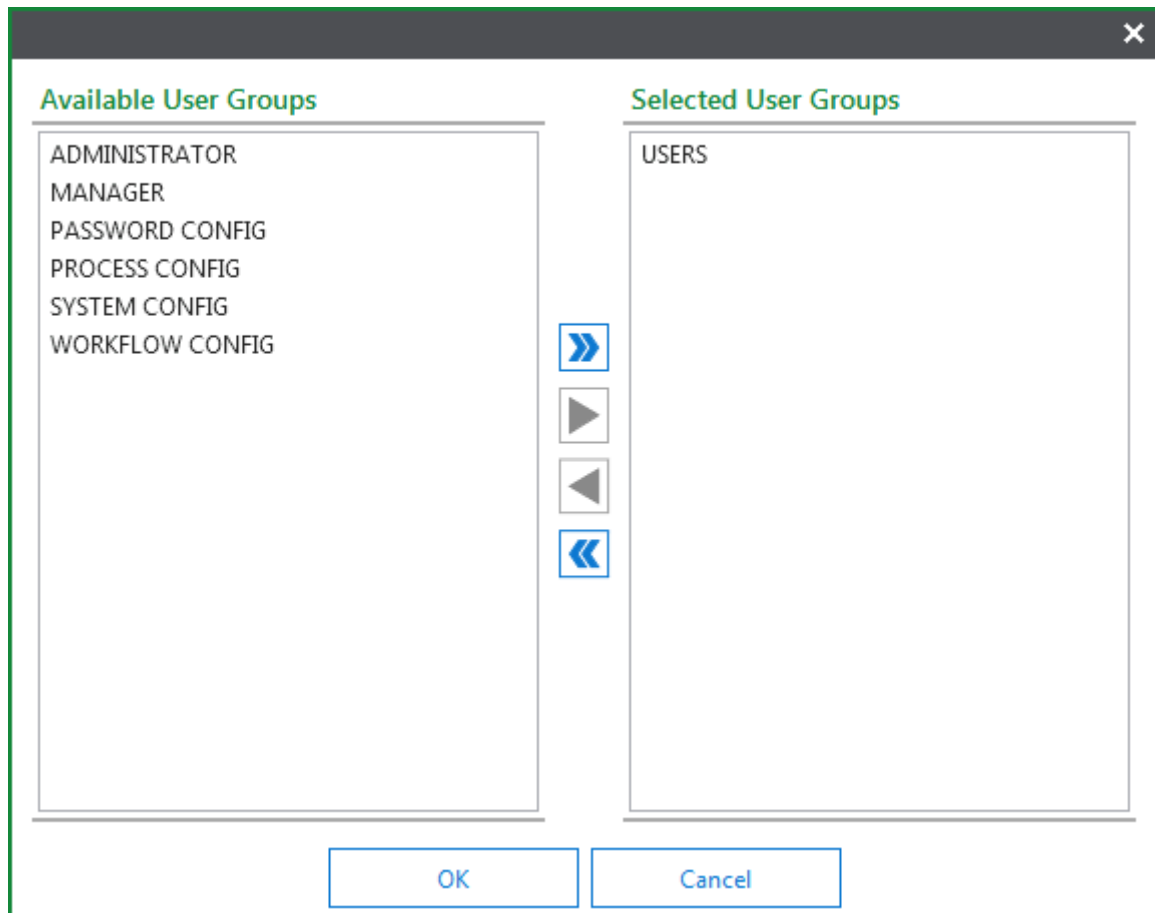 Available User Groups
ADMINISTRATOR
MANAGER
PASSWORD CONFIG
PROCESS CONFIG
SYSTEM CONFIG
WORKFLOW CONFIG
Selected User Groups
USERS
OK
Cancel